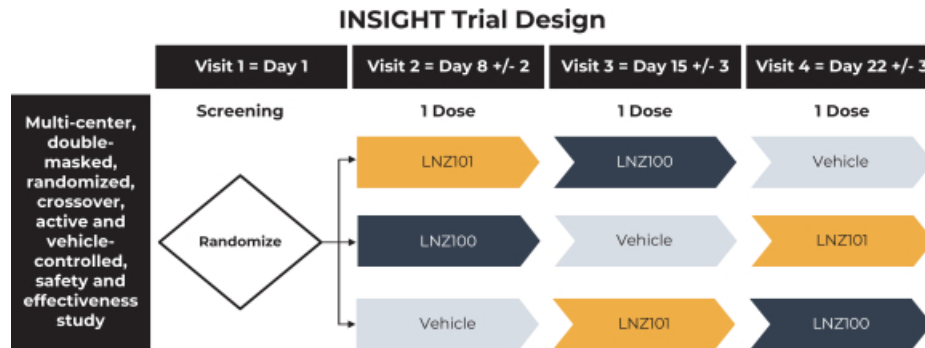 INSIGHT Trial Design
Visit 1 = Day 1
Visit 2 = Day 8 +/- 2
Visit 3 = Day 15 +/- 3
Visit 4 = Day 22 +/- 3
Multi-center,
double-
masked,
randomized,
crossover,
active and
vehicle-
controlled,
safety and
effectiveness
study
Screening
1 Dose
1 Dose
1 Dose
Randomize
LNZ101
LNZ100
Vehicle
LNZ100
Vehicle
LNZ101
Vehicle
LNZ101
LNZ100